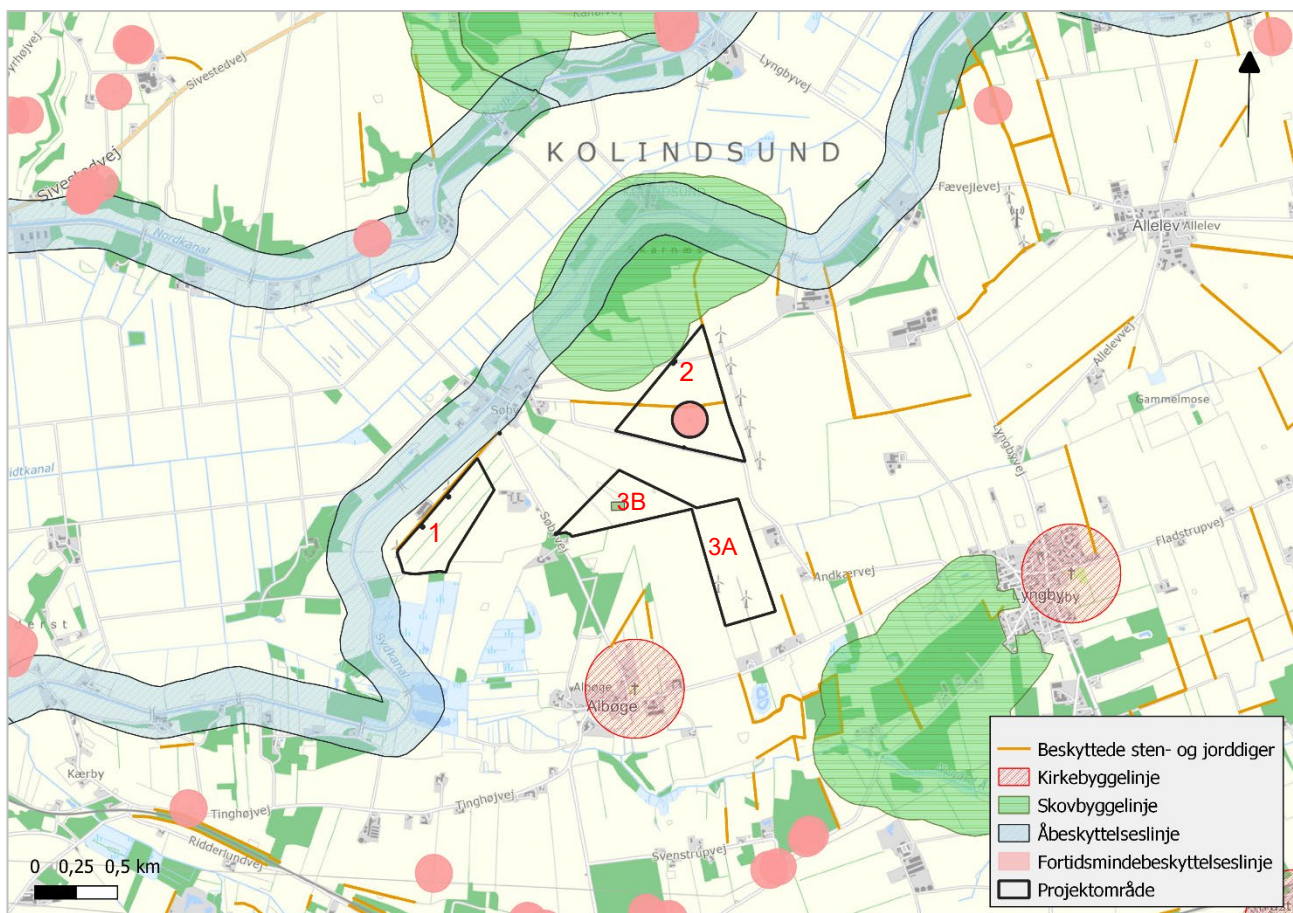 Kanalvej
Sivestedvej
Lyngbyvej
KOLINDSUND
Sivestedvej
Fævejlevej
Allelev
Allelev
Nordkanal
Allelevvej
2
Gammelmose
Søby
Lyngbyvej
3B
1
3A
Fladstrupvej
Andkærvej
Lyngby
Sydkanal
Albøge
Albøge
Kærby
Tinghøjvej
Tinghøjvej
Ridderlundvej
Svenstrupvej
0 0,25 0,5 km
Beskyttede sten- og jorddiger
Kirkebyggelinje
Skovbyggelinje
Åbeskyttelseslinje
Fortidsmindebeskyttelseslinje
Projektområde